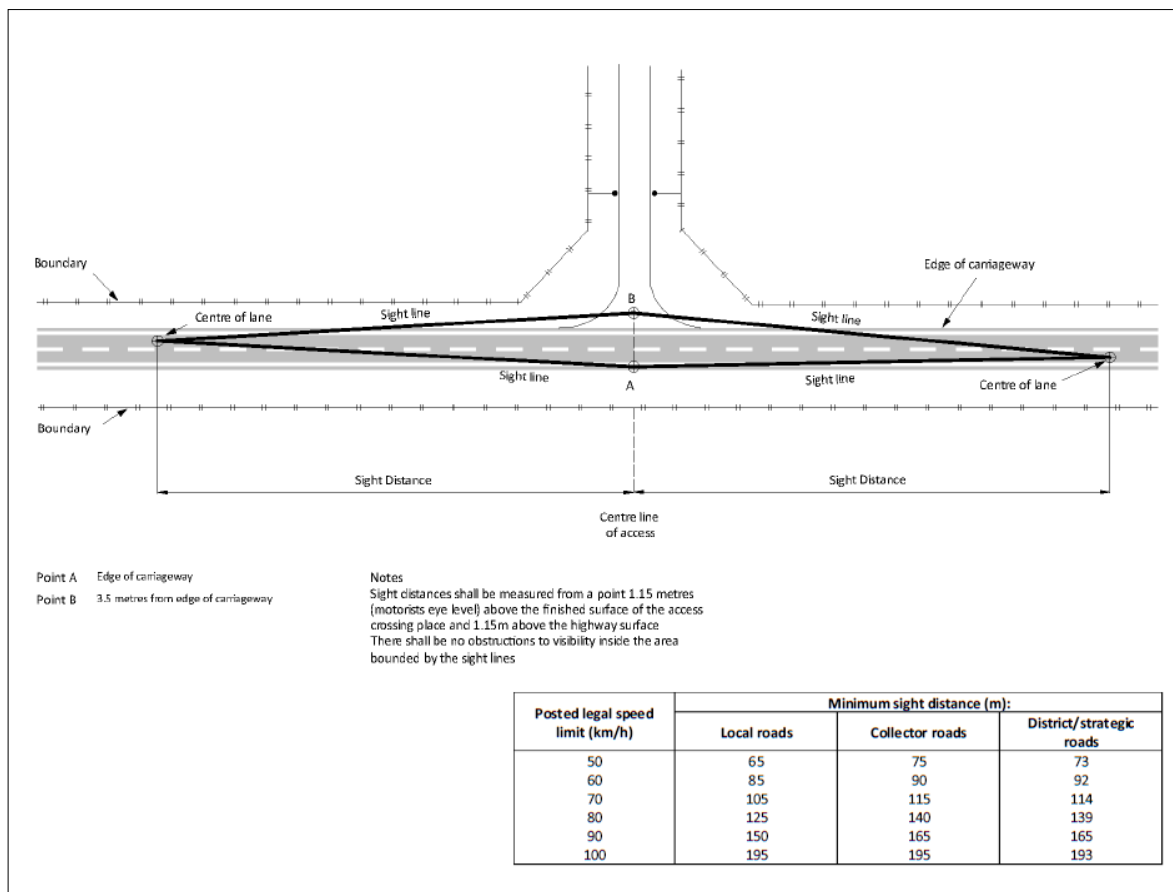 Boundary
Centre of lane
Sight line
B
Sight line
Edge of carriageway
Sight line
A
Sight line
Centre of lane
Boundary
Sight Distance
Sight Distance
Centre line
of access
Point A Edge of carriageway
Point B 3.5 metres from edge of carriageway
Notes
Sight distances shall be measured from a point 1.15 metres
(motorists eye level) above the finished surface of the access
crossing place and 1.15m above the highway surface
There shall be no obstructions to visibility inside the area
bounded by the sight lines
Posted legal speed limit (km/h) Minimum sight distance (m):
Local roads Collector roads District/strategic roads
50 65 75 73
60 85 90 92
70 105 115 114
80 125 140 139
90 150 165 165
100 195 195 193